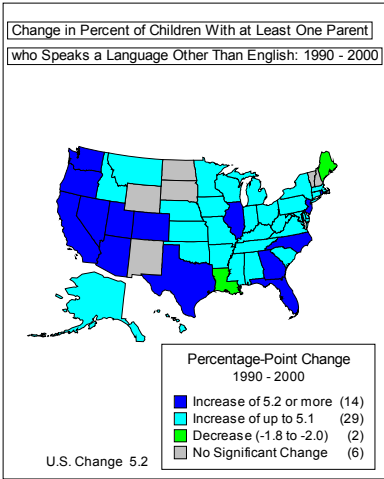 Change in Percent of Children With at Least One Parent
who Speaks a Language Other Than English: 1990 - 2000
Percentage-Point Change
1990 - 2000
Increase of 5.2 or more (14)
Increase of up to 5.1 (29)
Decrease (-1.8 to -2.0) (2)
No Significant Change (6)
U.S. Change 5.2